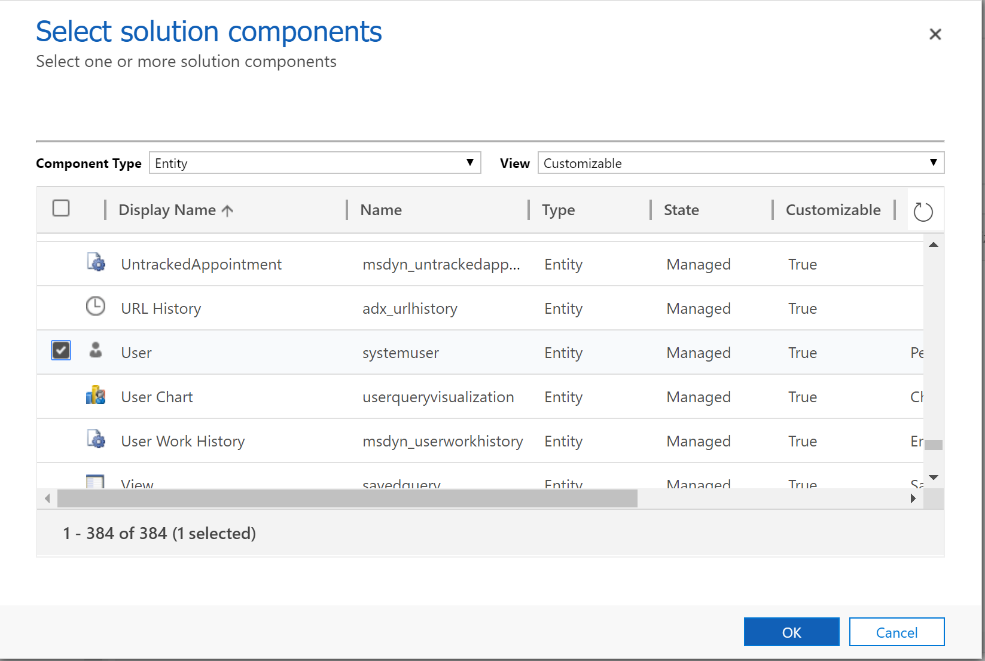 Select solution components
Select one or more solution components
Component Type Entity View Customizable
Display Name Name Type State Customizable
UntrackedAppointment msdyn_untrackedapp... Entity Managed True
URL History adx_urlhistory Entity Managed True
User systemuser Entity Managed True Pe
User Chart userqueryvisualization Entity Managed True Ch
User Work History msdyn_userworkhistory Entity Managed True En
View savedquery Entity Managed True Sa
1 - 384 of 384 (1 selected)
OK Cancel